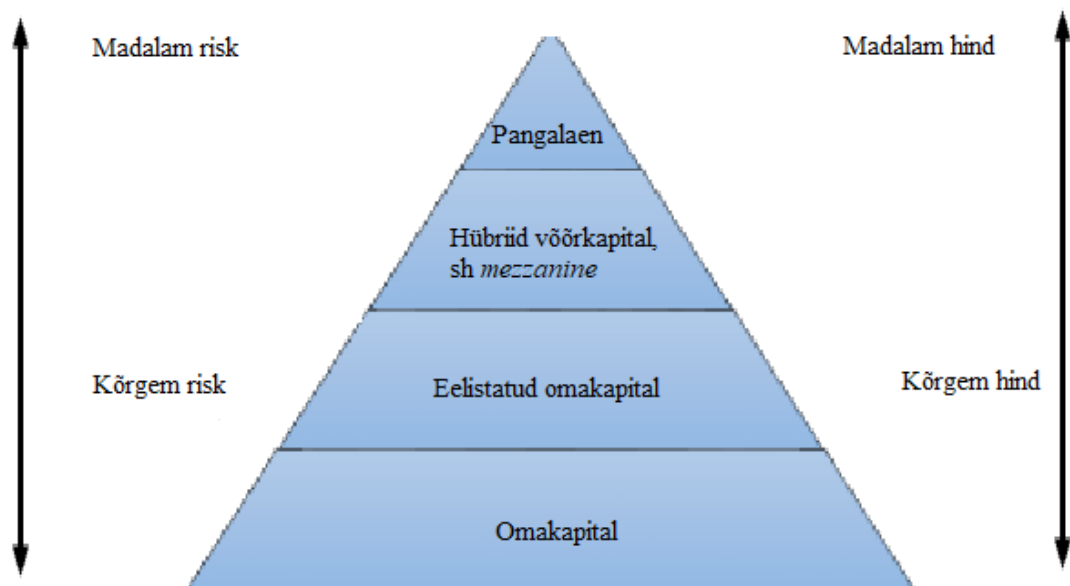 Madalam risk
Madalam hind
Pangalaen
Hübriid võõrkapital,
sh mezzanine
Kõrgem risk
Eelistatud omakapital
Kõrgem hind
Omakapital